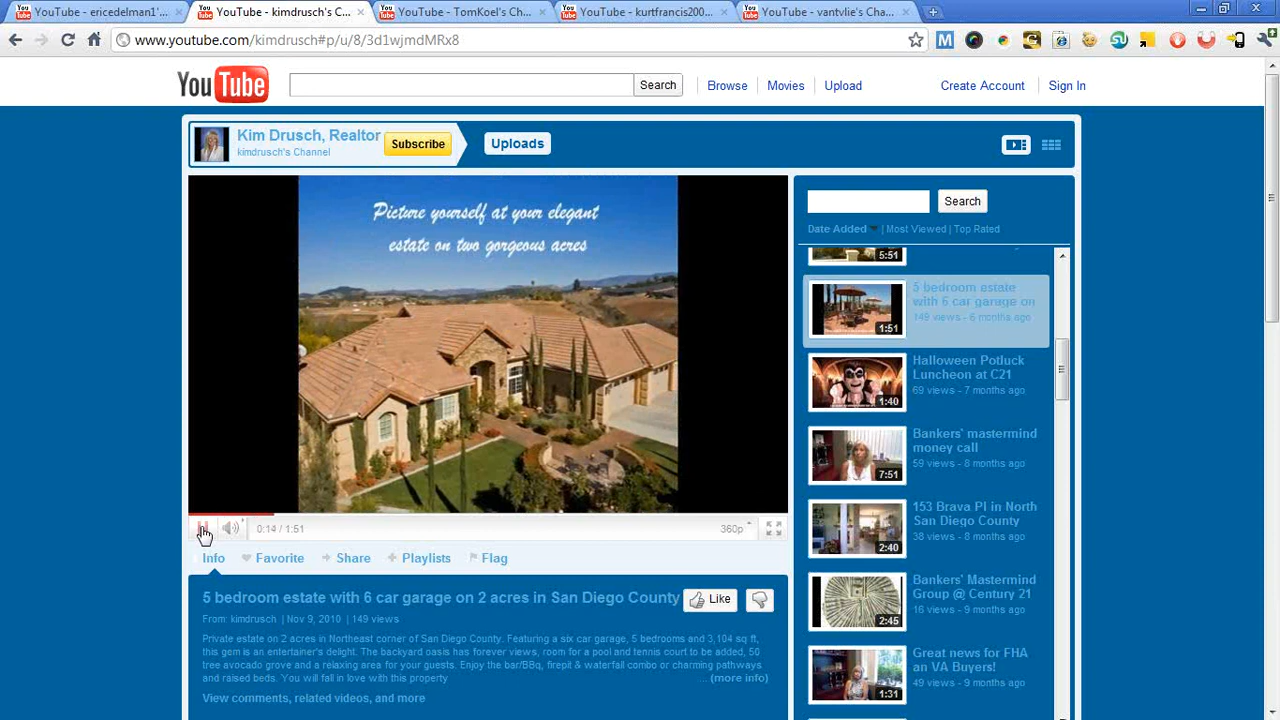 YouTube - ericedelman1'...
YouTube - kimdrusch's C...
YouTube - TomKoel's Ch...
YouTube - kurtfrancis200...
YouTube - vantvlie's Cha...
www.youtube.com/kimdrusch#p/u/8/3d1wjmdMRx8
YouTube
Search
Browse
Movies
Upload
Create Account
Sign In
Kim Drusch, Realtor
kimdrusch's Channel
Subscribe
Uploads
Picture yourself at your elegant
estate on two gorgeous acres
0:14 / 1:51
360p
Info
Favorite
Share
Playlists
Flag
5 bedroom estate with 6 car garage on 2 acres in San Diego County
Like
From: kimdrusch | Nov 9, 2010 | 149 views
Private estate on 2 acres in Northeast corner of San Diego County. Featuring a six car garage, 5 bedrooms and 3,104 sq ft,
this gem is an entertainer's delight. The backyard oasis has forever views, room for a pool and tennis court to be added, 50
tree avocado grove and a relaxing area for your guests. Enjoy the bar/BBq, firepit & waterfall combo or charming pathways
and raised beds. You will fall in love with this property ... (more info)
View comments, related videos, and more
Search
Date Added | Most Viewed | Top Rated
5:51
5 bedroom estate
with 6 car garage on
149 views - 6 months ago
1:51
Halloween Potluck
Luncheon at C21
69 views - 7 months ago
1:40
Bankers' mastermind
money call
59 views - 8 months ago
7:51
153 Brava Pl in North
San Diego County
38 views - 8 months ago
2:40
Bankers' Mastermind
Group @ Century 21
16 views - 9 months ago
2:45
Great news for FHA
an VA Buyers!
49 views - 9 months ago
1:31